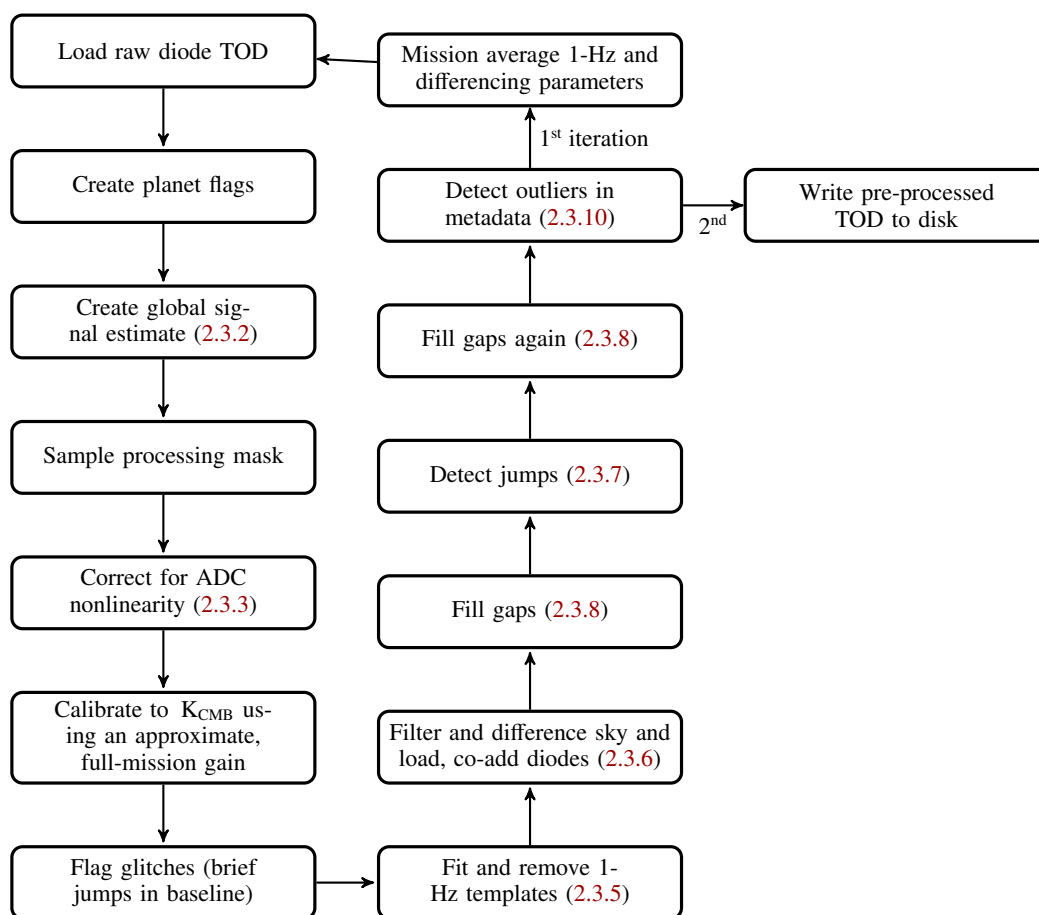 Load raw diode TOD
Create planet flags
Create global sig-
nal estimate (2.3.2)
Sample processing mask
Correct for ADC
nonlinearity (2.3.3)
Calibrate to K_CMB us-
ing an approximate,
full-mission gain
Flag glitches (brief
jumps in baseline)
Fit and remove 1-
Hz templates (2.3.5)
Filter and difference sky and
load, co-add diodes (2.3.6)
Fill gaps (2.3.8)
Detect jumps (2.3.7)
Fill gaps again (2.3.8)
Detect outliers in
metadata (2.3.10)
1st iteration
Mission average 1-Hz and
differencing parameters
2nd
Write pre-processed
TOD to disk